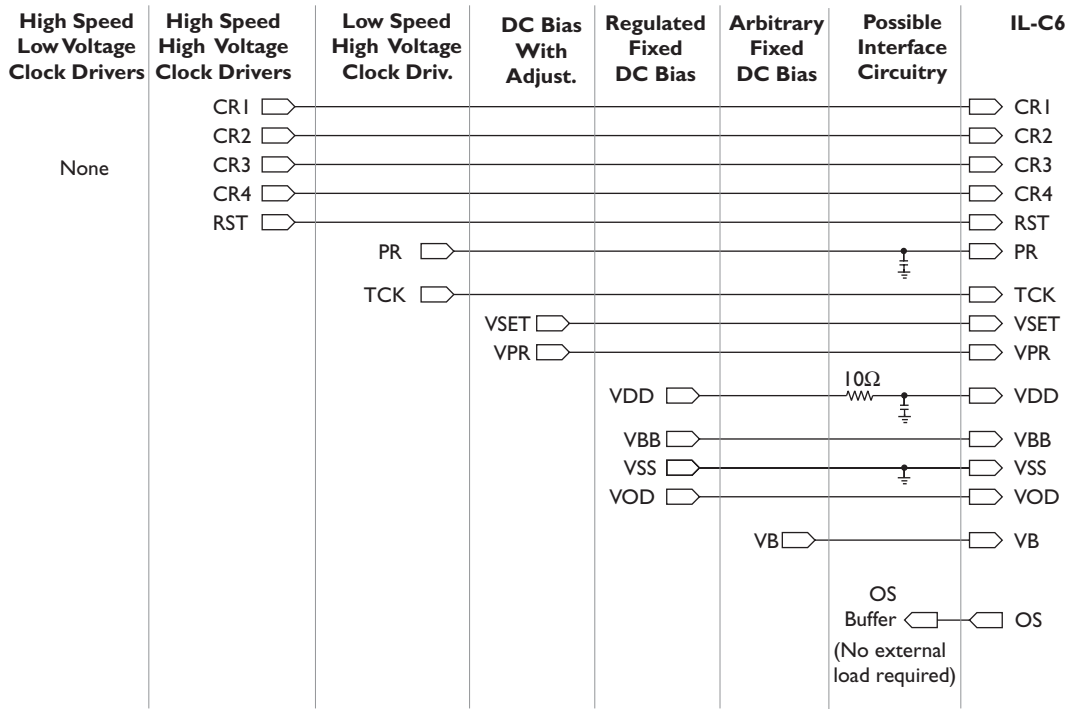 High Speed
Low Voltage
Clock Drivers
High Speed
High Voltage
Clock Drivers
Low Speed
High Voltage
Clock Driv.
DC Bias
With
Adjust.
Regulated
Fixed
DC Bias
Arbitrary
Fixed
DC Bias
Possible
Interface
Circuitry
IL-C6
None
CR1 CR1
CR2 CR2
CR3 CR3
CR4 CR4
RST RST
PR PR
TCK TCK
VSET VSET
VPR VPR
10Ω
VDD VDD
VBB VBB
VSS VSS
VOD VOD
VB VB
OS
Buffer OS
(No external
load required)